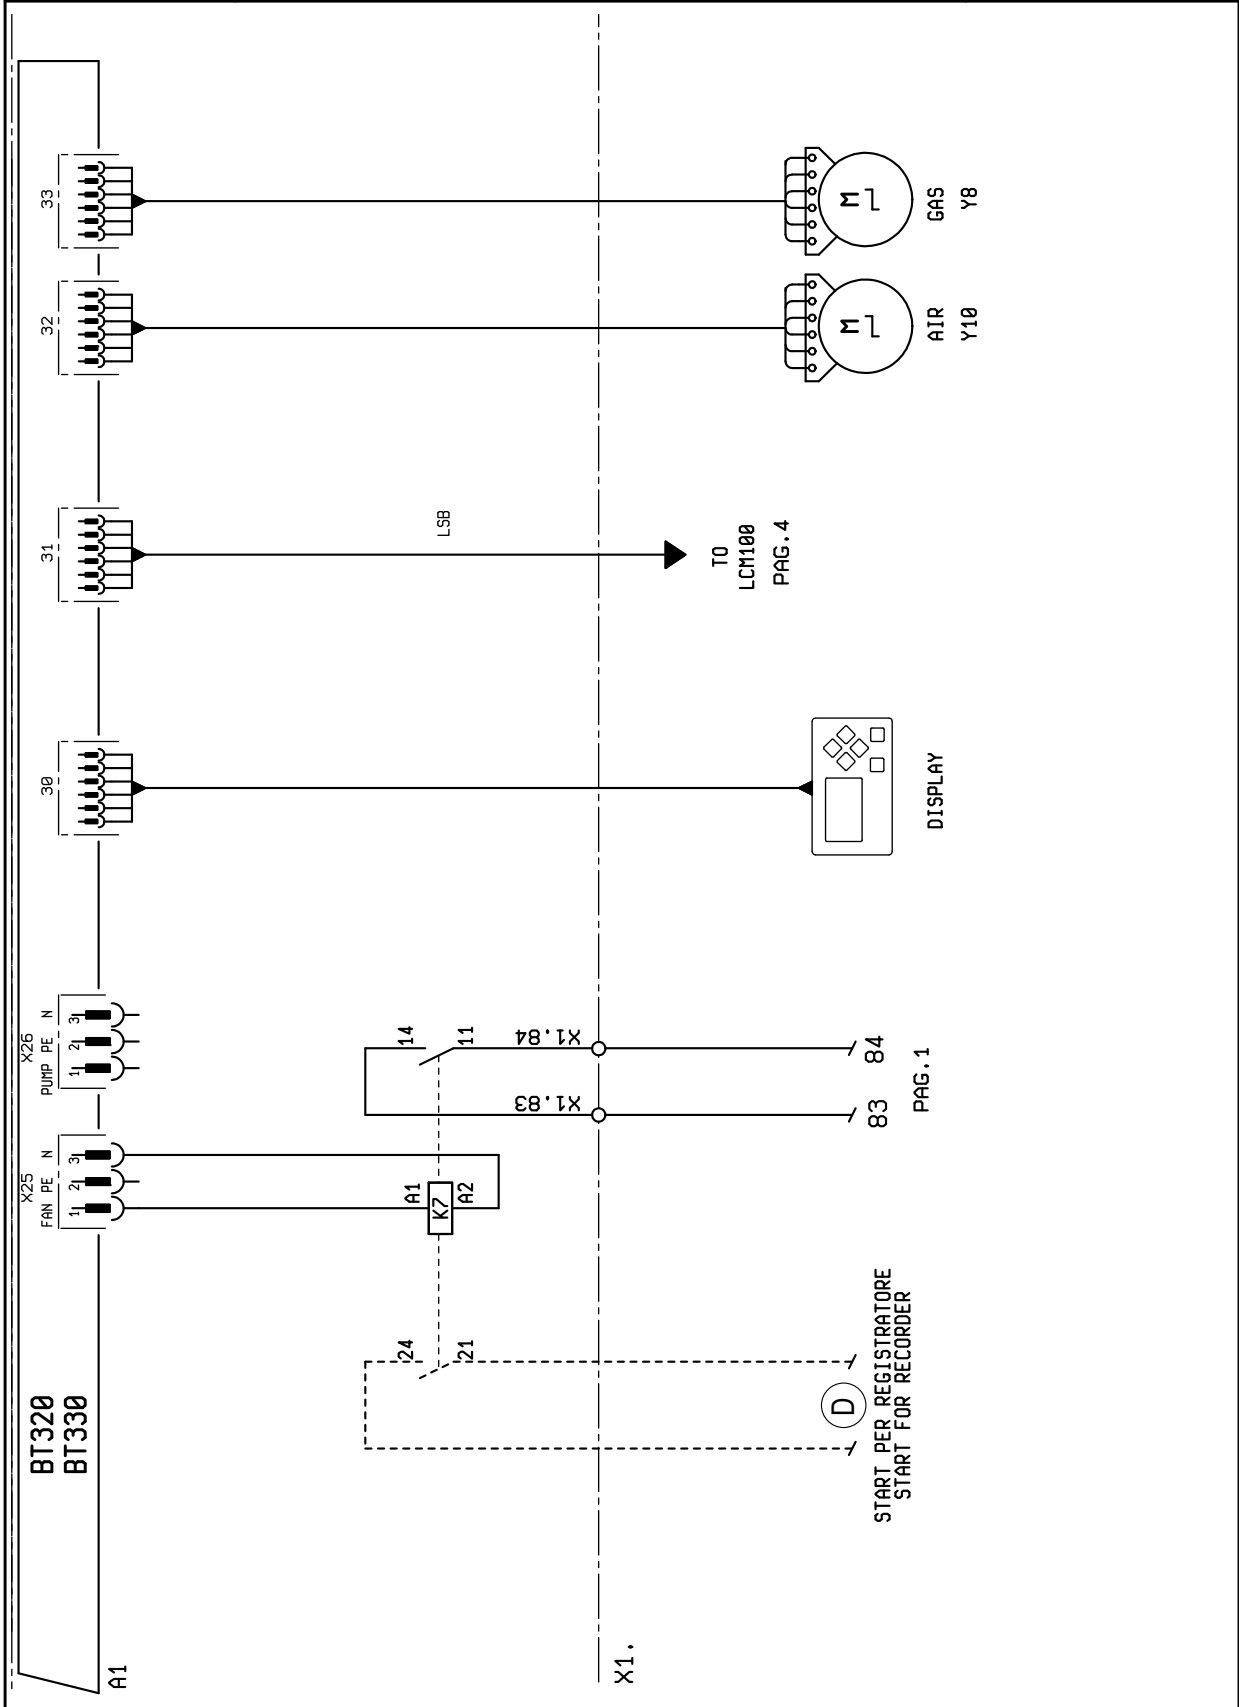 BT320
BT330
A1
X25
FAN PE N
1 2 3
X26
PUMP PE N
1 2 3
30
31
32
33
LSB
24
21
A1
K7
A2
14
11
X1.83
X1.84
X1.
D
START PER REGISTRATORE
START FOR RECORDER
83
84
PAG.1
DISPLAY
TO
LCM100
PAG.4
M
AIR
Y10
M
GAS
Y8